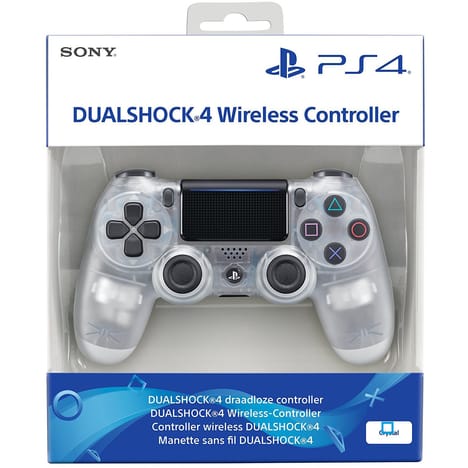 SONY
PS4
DUALSHOCK®4 Wireless Controller
DUALSHOCK®4 draadloze controller
DUALSHOCK®4 Wireless-Controller
Controller wireless DUALSHOCK®4
Manette sans fil DUALSHOCK®4
Crystal